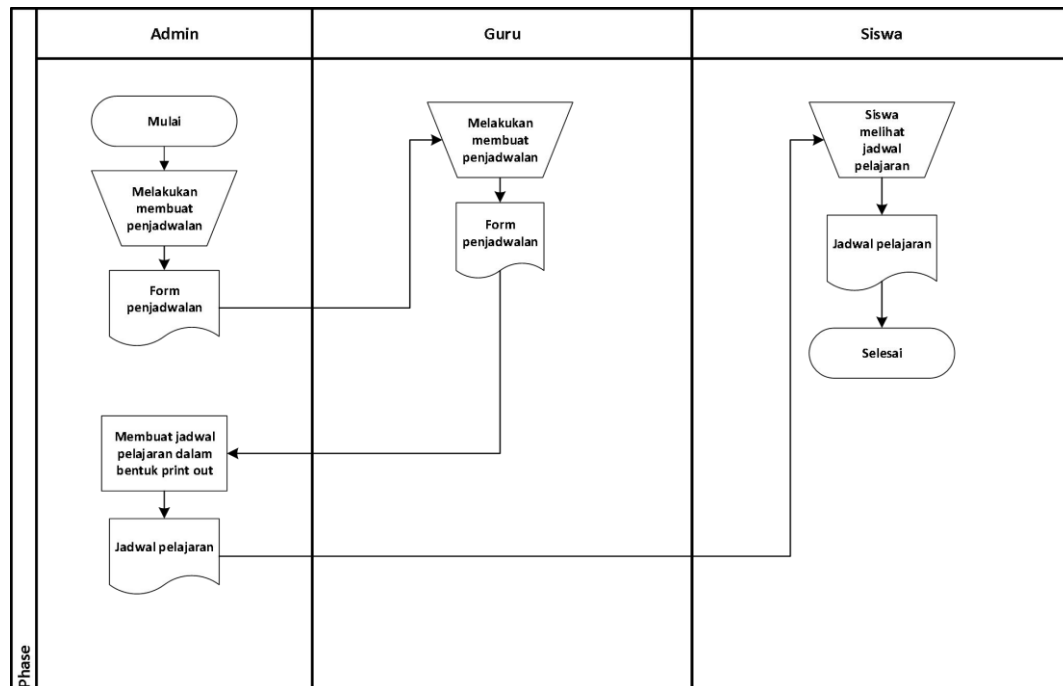 Admin
Guru
Siswa
Mulai
Melakukan
membuat
penjadwalan
Form
penjadwalan
Melakukan
membuat
penjadwalan
Form
penjadwalan
Membuat jadwal
pelajaran dalam
bentuk print out
Jadwal pelajaran
Siswa
melihat
jadwal
pelajaran
Jadwal pelajaran
Selesai
Phase